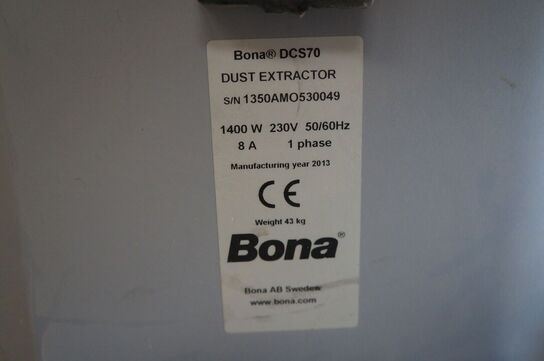 Bona® DCS70
DUST EXTRACTOR
S/N 1350AMO530049
1400 W 230V 50/60Hz
8 A 1 phase
Manufacturing year 2013
CE
Weight 43 kg
Bona®
Bona AB Sweden
www.bona.com